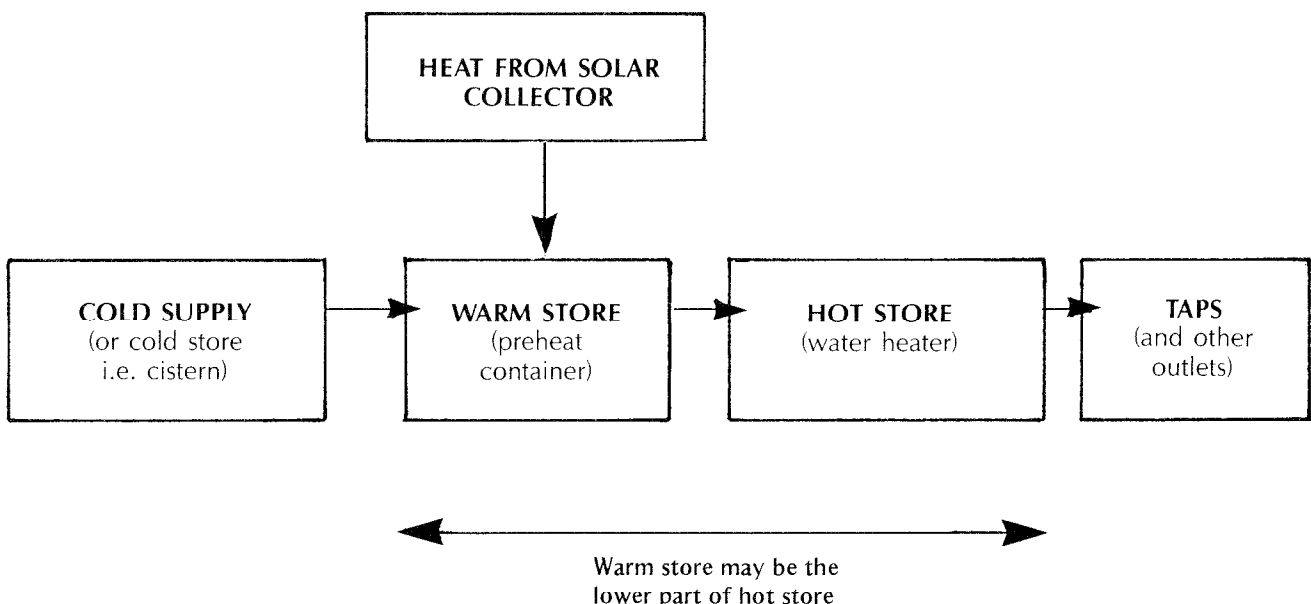 HEAT FROM SOLAR
COLLECTOR
COLD SUPPLY
(or cold store
i.e. cistern)
WARM STORE
(preheat
container)
HOT STORE
(water heater)
TAPS
(and other
outlets)
Warm store may be the
lower part of hot store